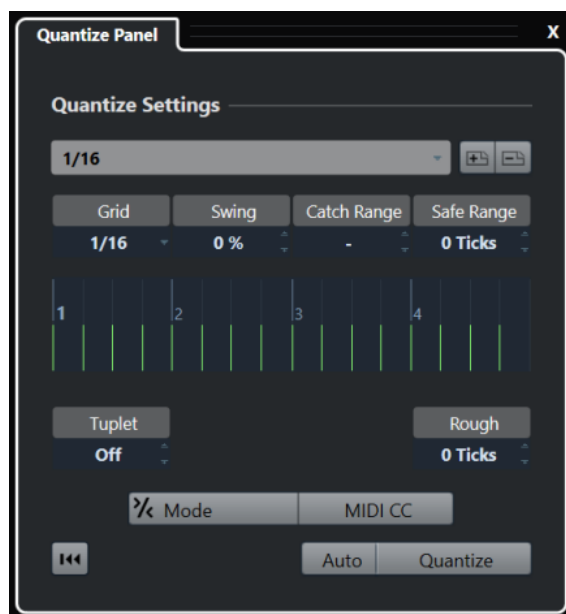 Quantize Panel X
Quantize Settings
1/16
Grid Swing Catch Range Safe Range
1/16 0 % - 0 Ticks
1 2 3 4
Tuplet Rough
Off 0 Ticks
Mode MIDI CC
Auto Quantize